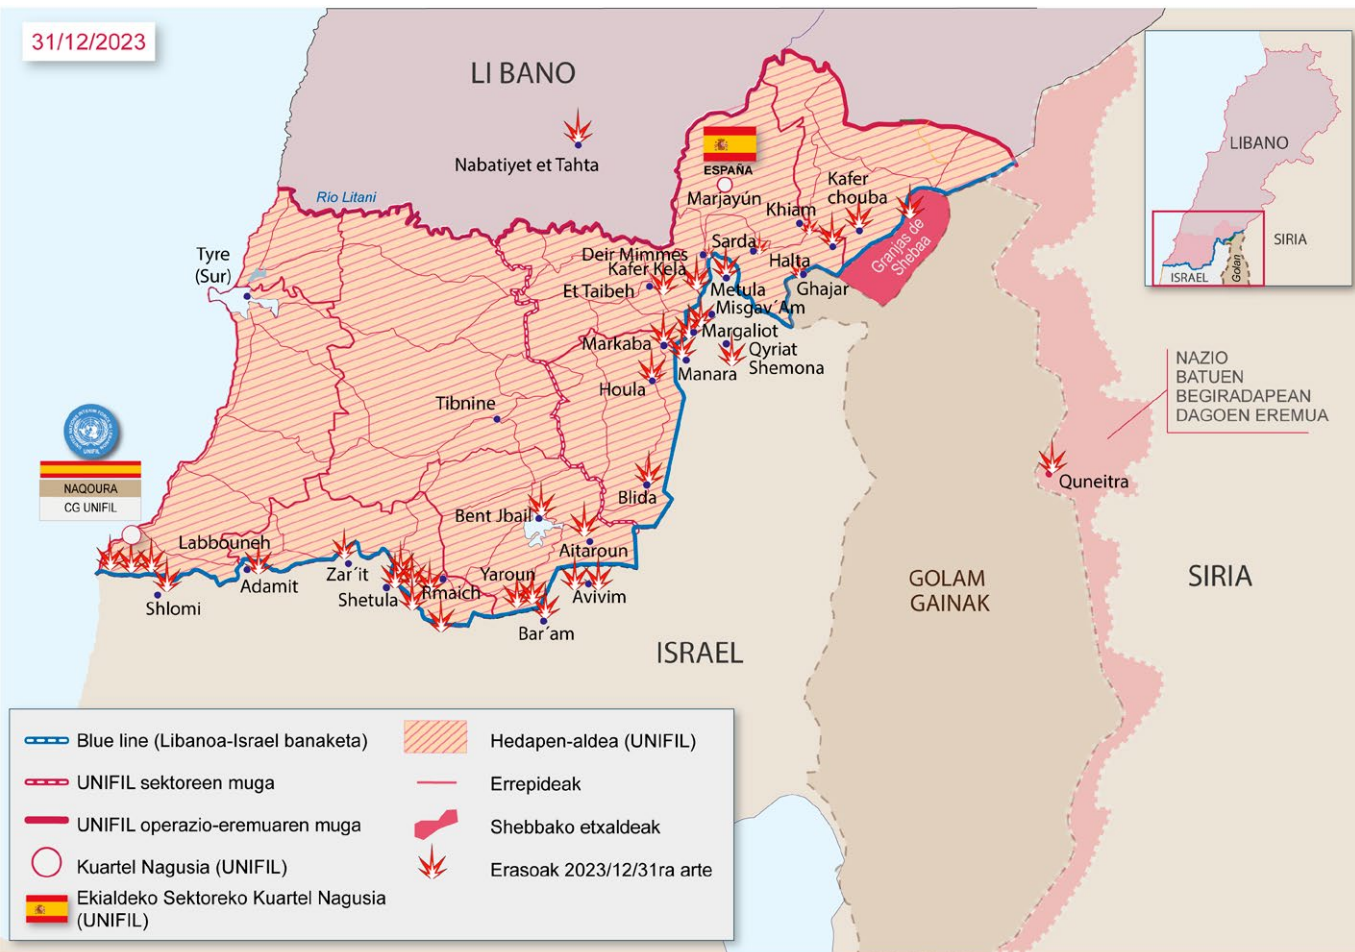 31/12/2023
LI BANO
Nabatiyet et Tahta
Río Litani
ESPAÑA
Marjayún
Kafer
chouba
Khiam
Sarda
Halta
Deir Mimmes
Kafer Kela
Et Taibeh
Metula
Ghajar
Granjas de
Shebaa
Misgav´Am
Margaliot
Markaba
Qyriat
Shemona
Manara
Houla
Tyre
(Sur)
Tibnine
UNIFIL
NAQOURA
CG UNIFIL
Blida
Bent Jbail
Aitaroun
Labbouneh
Adamit
Zar´it
Shetula
Rmaich
Yaroun
Avivim
Shlomi
Bar´am
ISRAEL
GOLAM
GAINAK
SIRIA
Quneitra
NAZIO
BATUEN
BEGIRADAPEAN
DAGOEN EREMUA
LIBANO
SIRIA
ISRAEL
Golan
Blue line (Libanoa-Israel banaketa)
UNIFIL sektoreen muga
UNIFIL operazio-eremuaren muga
Kuartel Nagusia (UNIFIL)
Ekialdeko Sektoreko Kuartel Nagusia
(UNIFIL)
Hedapen-aldea (UNIFIL)
Errepideak
Shebbako etxaldeak
Erasoak 2023/12/31ra arte